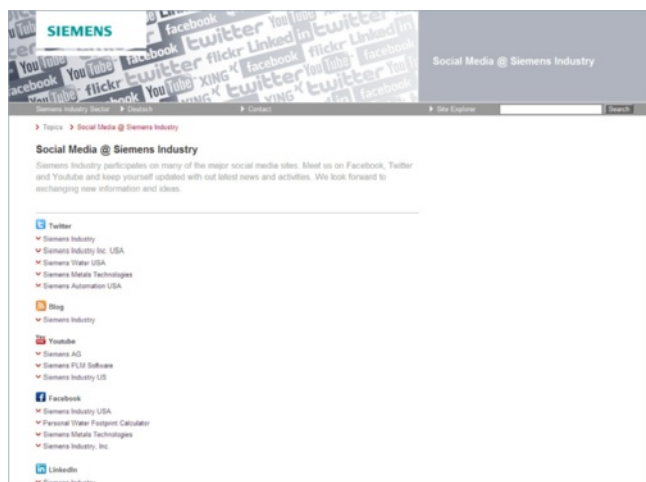 SIEMENS
Social Media @ Siemens Industry
Siemens Industry Sector Deutsch Contact Site Explorer Search
Topics Social Media @ Siemens Industry
Social Media @ Siemens Industry
Siemens Industry perticipates on many of the mejor social media sites. Meet us on Facebook, Twitter
and Youtube and keep yourself updated with out latest news and activities. We look forward to
exchanging new information and ideas.
Twitter
Siemens Industry
Siemens Industry Inc. USA
Siemens Water USA
Siemens Metals Technologies
Siemens Automation USA
Blog
Siemens Industry
Youtube
Siemens AG
Siemens PLM Software
Siemens Industry US
Facebook
Siemens Industry USA
Personal Water Footprint Calculator
Siemens Metals Technologies
Siemens Industry, Inc.
LinkedIn
Siemens Industry